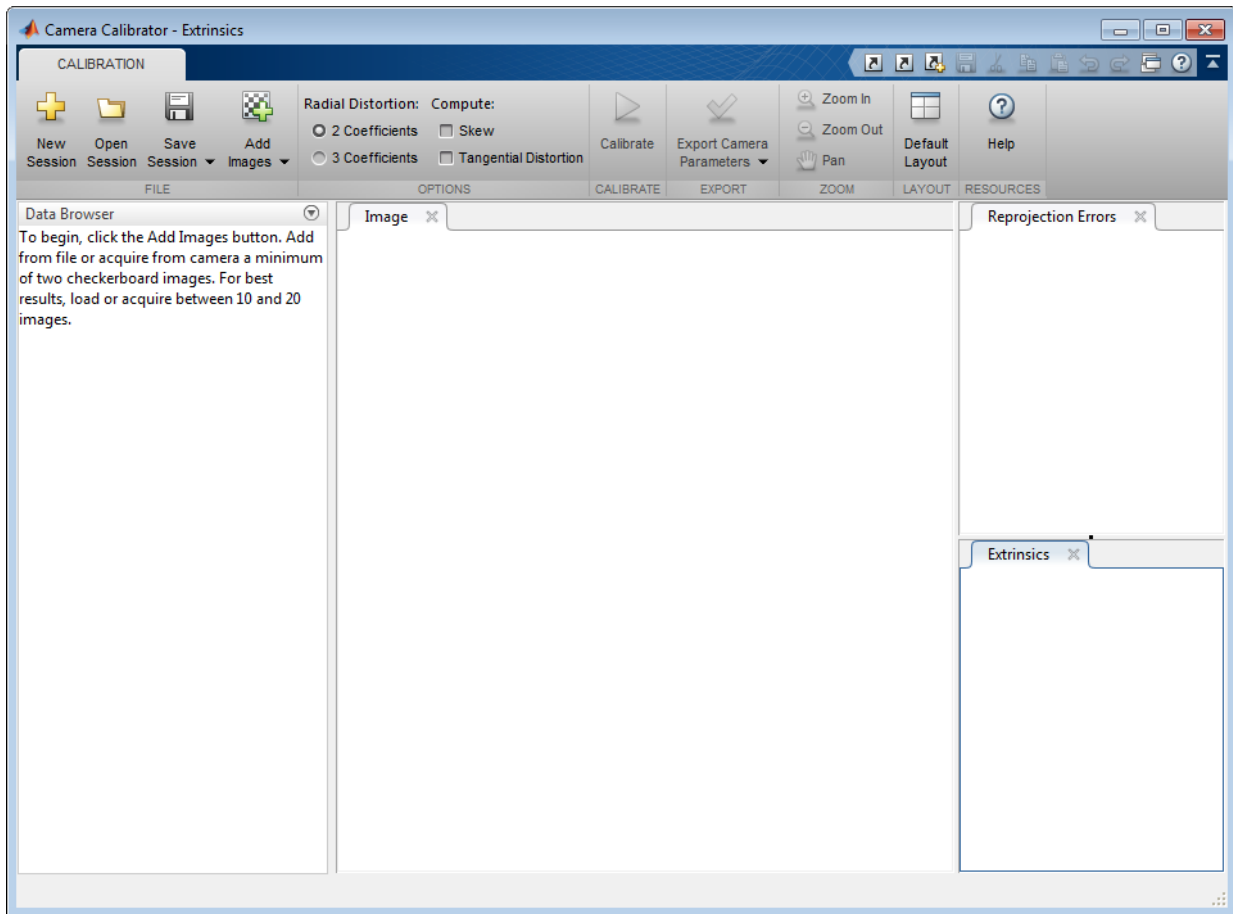 Camera Calibrator - Extrinsics
CALIBRATION
New Session
Open Session
Save Session
Add Images
Radial Distortion:
2 Coefficients
3 Coefficients
Compute:
Skew
Tangential Distortion
Calibrate
Export Camera
Parameters
Zoom In
Zoom Out
Pan
Default
Layout
Help
FILE
OPTIONS
CALIBRATE
EXPORT
ZOOM
LAYOUT
RESOURCES
Data Browser
To begin, click the Add Images button. Add
from file or acquire from camera a minimum
of two checkerboard images. For best
results, load or acquire between 10 and 20
images.
Image
Reprojection Errors
Extrinsics